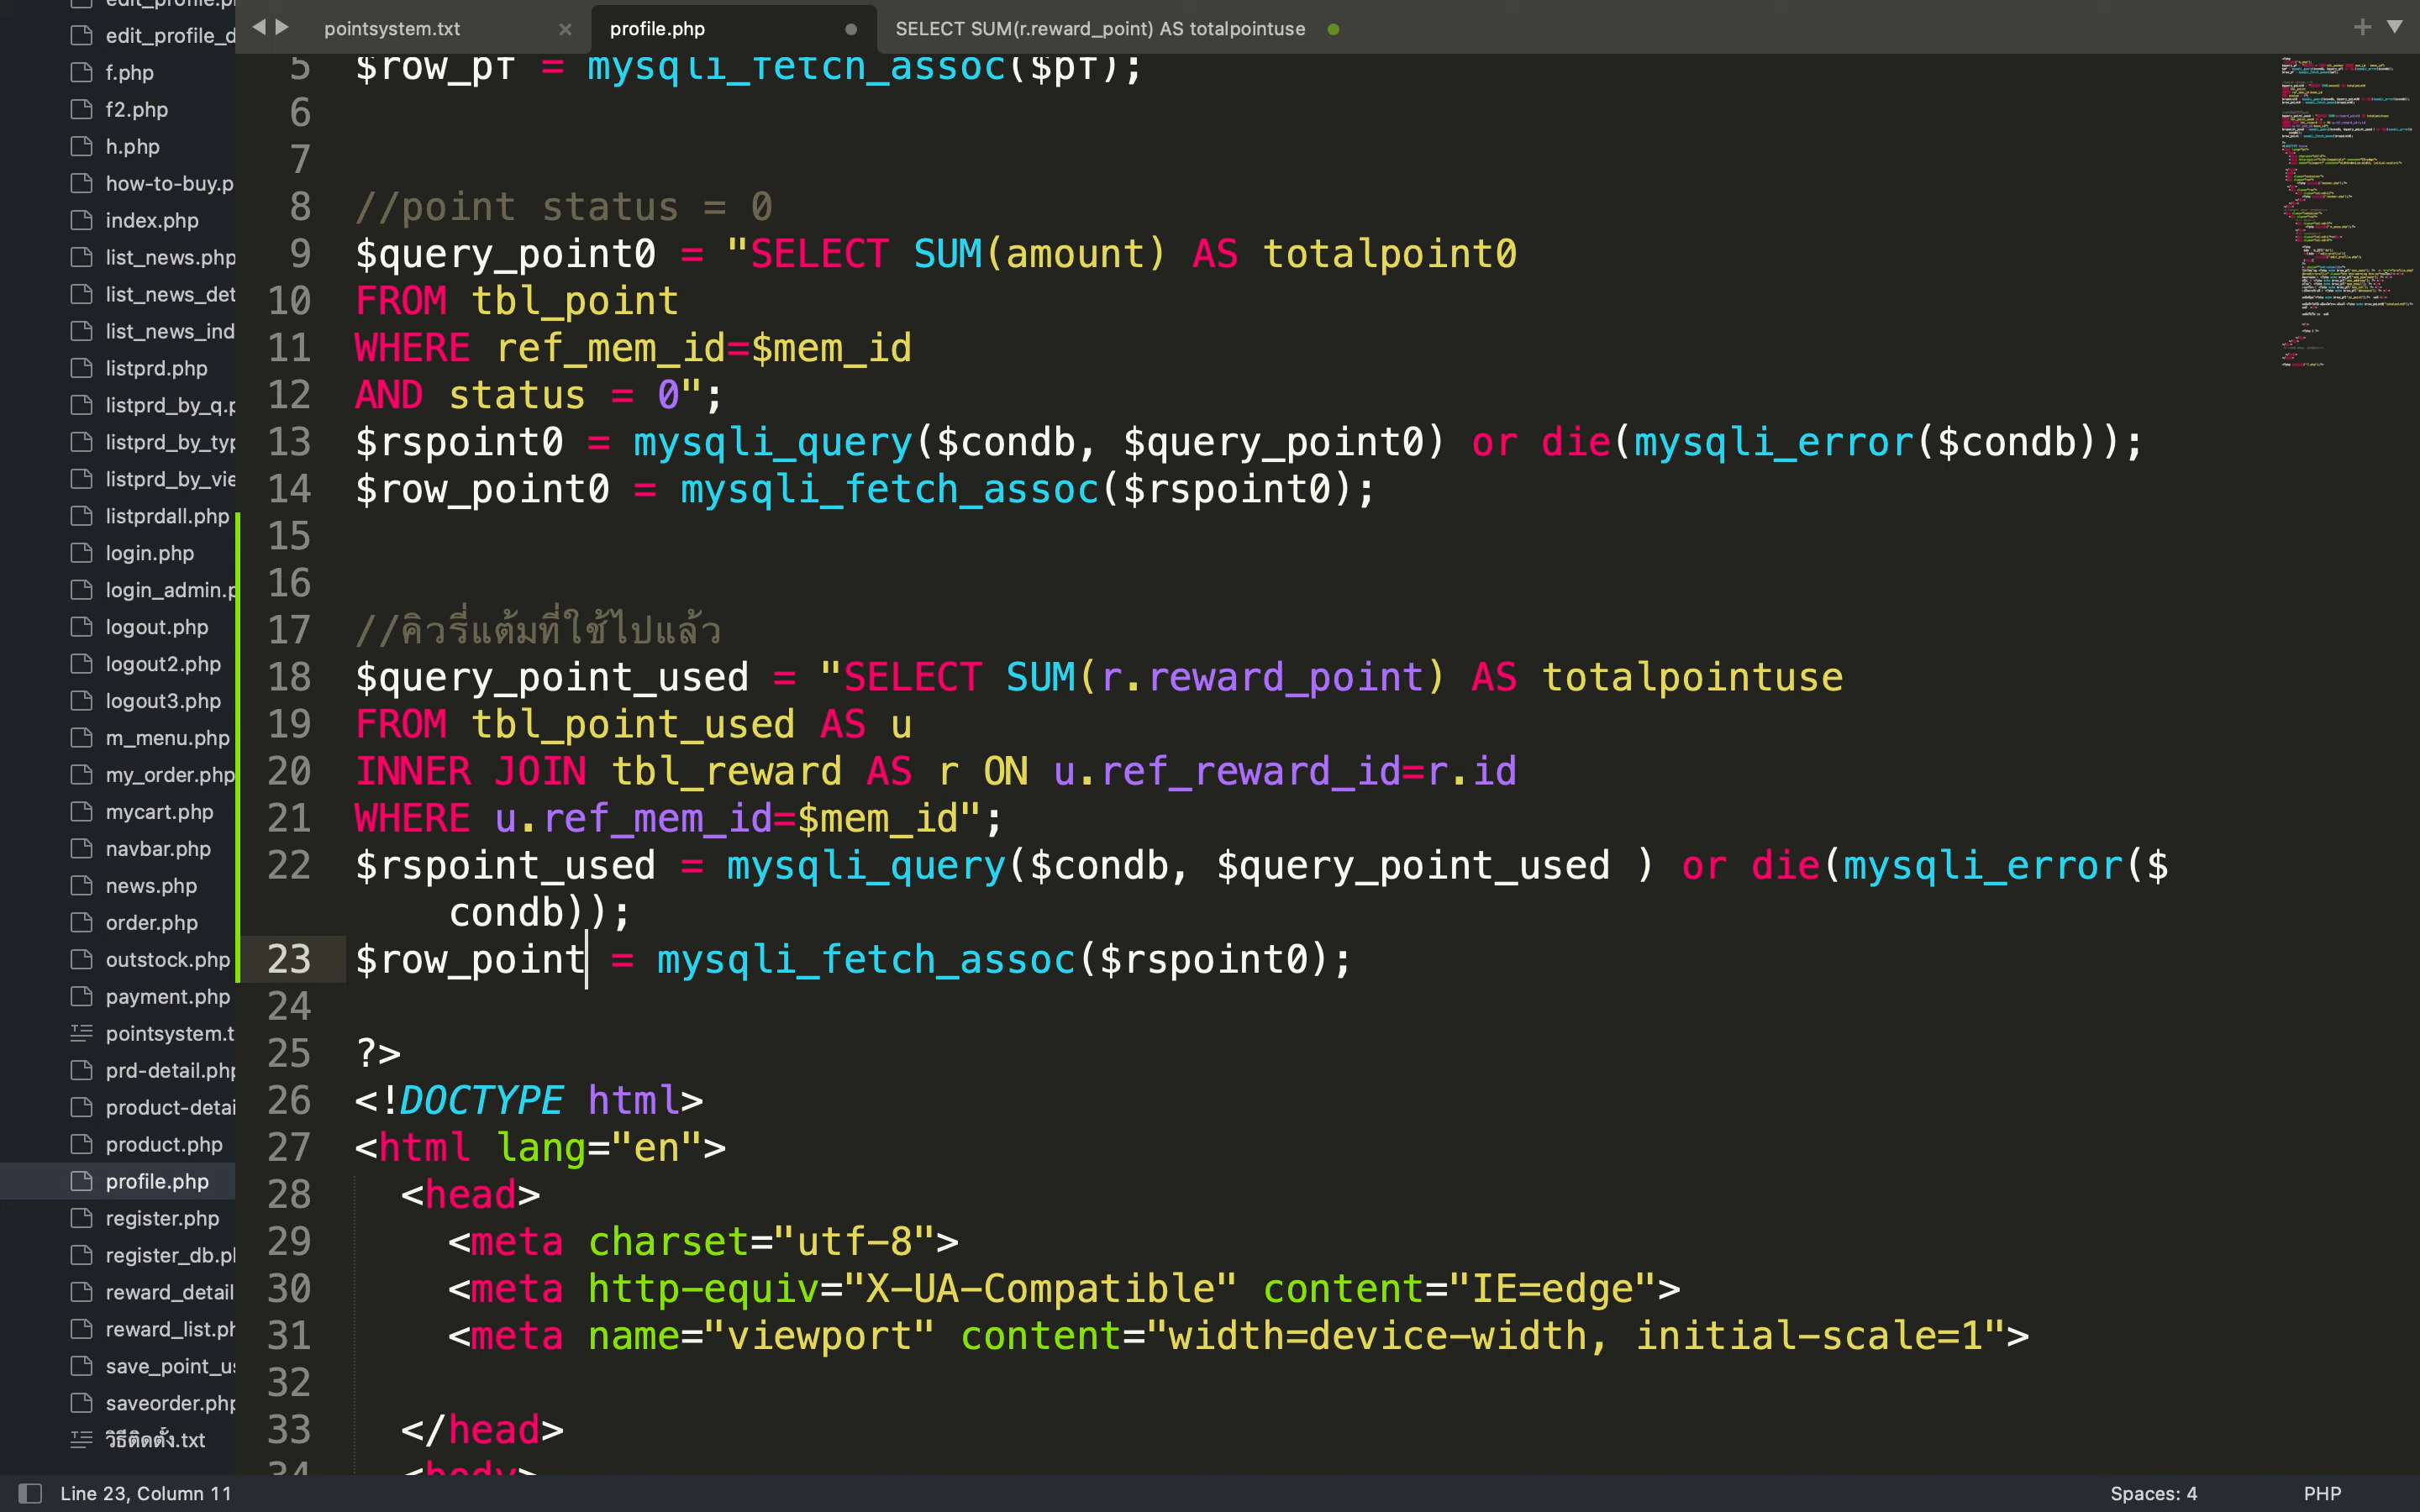 pointsystem.txt
profile.php
SELECT SUM(r.reward_point) AS totalpointuse
edit_profile_d
f.php
f2.php
h.php
how-to-buy.p
index.php
list_news.php
list_news_det
list_news_ind
listprd.php
listprd_by_q.p
listprd_by_typ
listprd_by_vie
listprdall.php
login.php
login_admin.p
logout.php
logout2.php
logout3.php
m_menu.php
my_order.php
mycart.php
navbar.php
news.php
order.php
outstock.php
payment.php
pointsystem.t
prd-detail.php
product-detai
product.php
profile.php
register.php
register_db.ph
reward_detail
reward_list.ph
save_point_us
saveorder.php
วิธีติดตั้ง.txt
5 $row_pf = mysqli_fetch_assoc($pf);
6
7
8 //point status = 0
9 $query_point0 = "SELECT SUM(amount) AS totalpoint0
10 FROM tbl_point
11 WHERE ref_mem_id=$mem_id
12 AND status = 0";
13 $rspoint0 = mysqli_query($condb, $query_point0) or die(mysqli_error($condb));
14 $row_point0 = mysqli_fetch_assoc($rspoint0);
15
16
17 //คิวรี่แต้มที่ใช้ไปแล้ว
18 $query_point_used = "SELECT SUM(r.reward_point) AS totalpointuse
19 FROM tbl_point_used AS u
20 INNER JOIN tbl_reward AS r ON u.ref_reward_id=r.id
21 WHERE u.ref_mem_id=$mem_id";
22 $rspoint_used = mysqli_query($condb, $query_point_used ) or die(mysqli_error($
condb));
23 $row_point = mysqli_fetch_assoc($rspoint0);
24
25 ?>
26 <!DOCTYPE html>
27 <html lang="en">
28 <head>
29 <meta charset="utf-8">
30 <meta http-equiv="X-UA-Compatible" content="IE=edge">
31 <meta name="viewport" content="width=device-width, initial-scale=1">
32
33 </head>
34 <body>
Line 23, Column 11
Spaces: 4
PHP